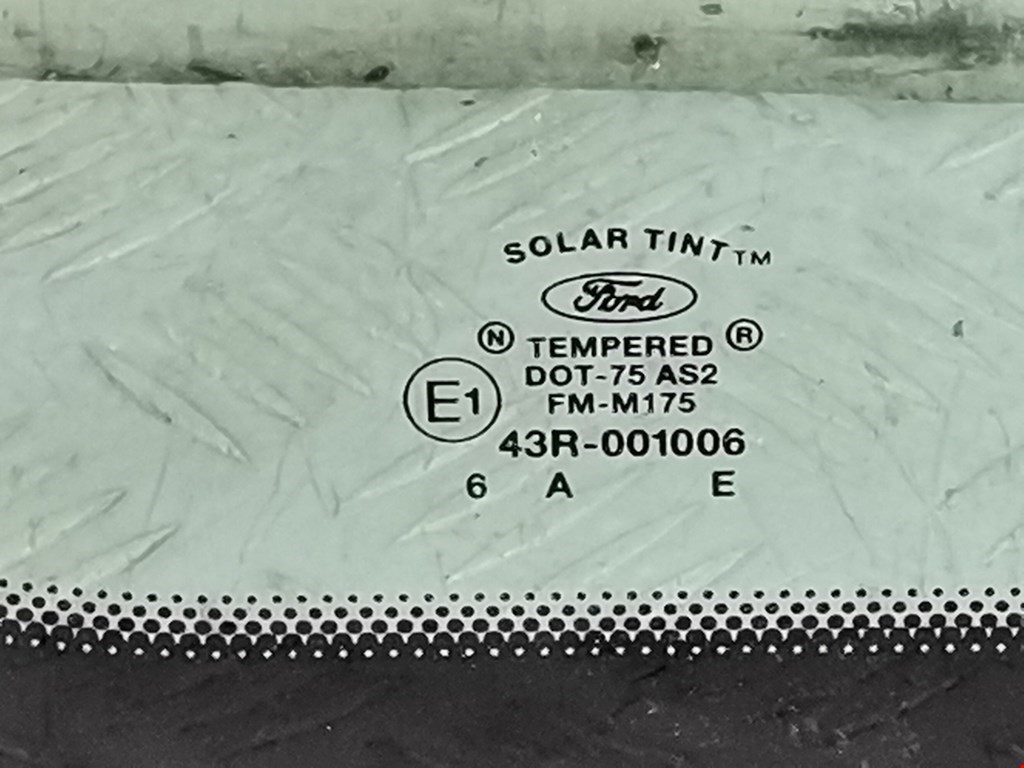 SOLAR TINT™
Ford
N TEMPERED ®
DOT-75 AS2
E1 FM-M175
43R-001006
6 A E